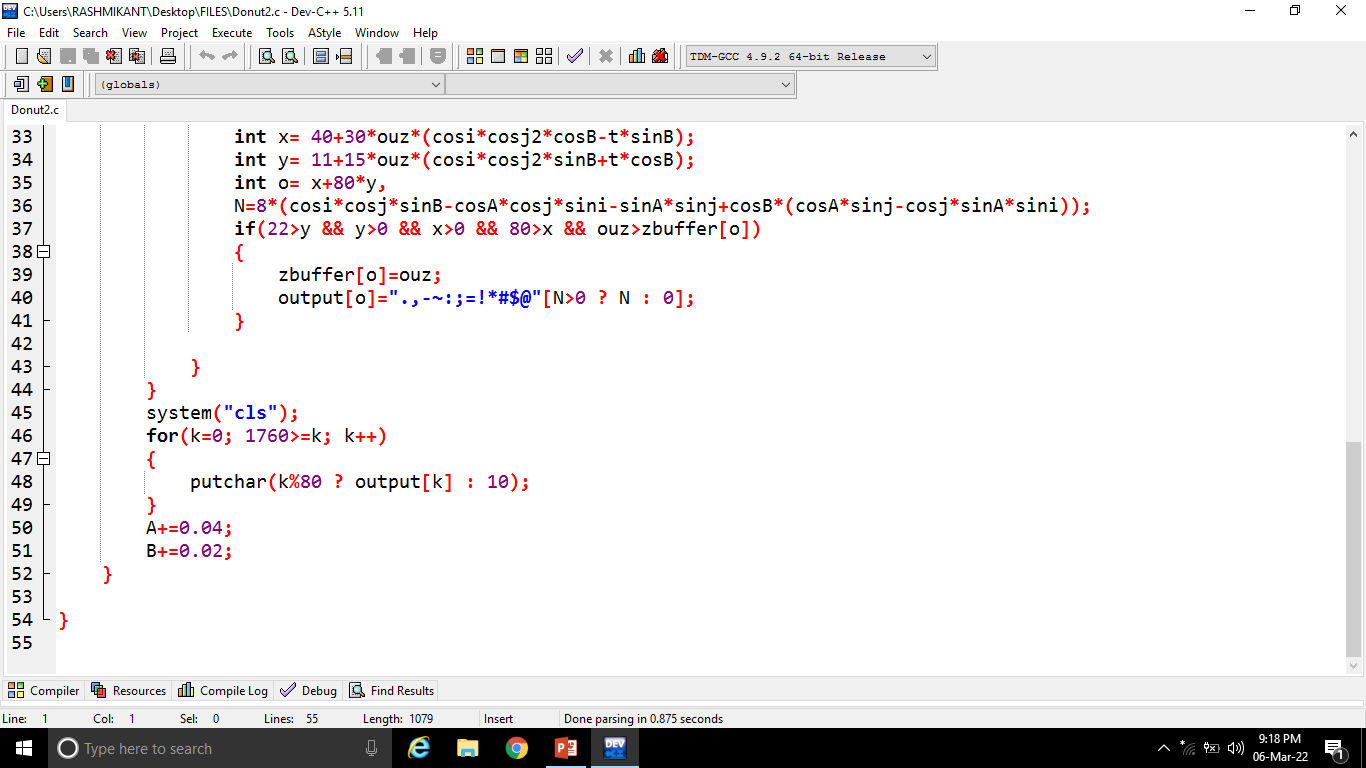 C:\Users\RASHMIKANT\Desktop\FILES\Donut2.c - Dev-C++ 5.11
File Edit Search View Project Execute Tools AStyle Window Help
TDM-GCC 4.9.2 64-bit Release
(globals)
Donut2.c
33 int x= 40+30*ouz*(cosi*cosj2*cosB-t*sinB);
34 int y= 11+15*ouz*(cosi*cosj2*sinB+t*cosB);
35 int o= x+80*y,
36 N=8*(cosi*cosj*sinB-cosA*cosj*sini-sinA*sinj+cosB*(cosA*sinj-cosj*sinA*sini));
37 if(22>y && y>0 && x>0 && 80>x && ouz>zbuffer[o])
38 {
39 zbuffer[o]=ouz;
40 output[o]=".,-~:;=!*#$@"[N>0 ? N : 0];
41 }
42
43 }
44 }
45 system("cls");
46 for(k=0; 1760>=k; k++)
47 {
48 putchar(k%80 ? output[k] : 10);
49 }
50 A+=0.04;
51 B+=0.02;
52 }
53
54 }
55
Compiler Resources Compile Log Debug Find Results
Line: 1 Col: 1 Sel: 0 Lines: 55 Length: 1079 Insert Done parsing in 0.875 seconds
Type here to search
DEV
9:18 PM
06-Mar-22
1